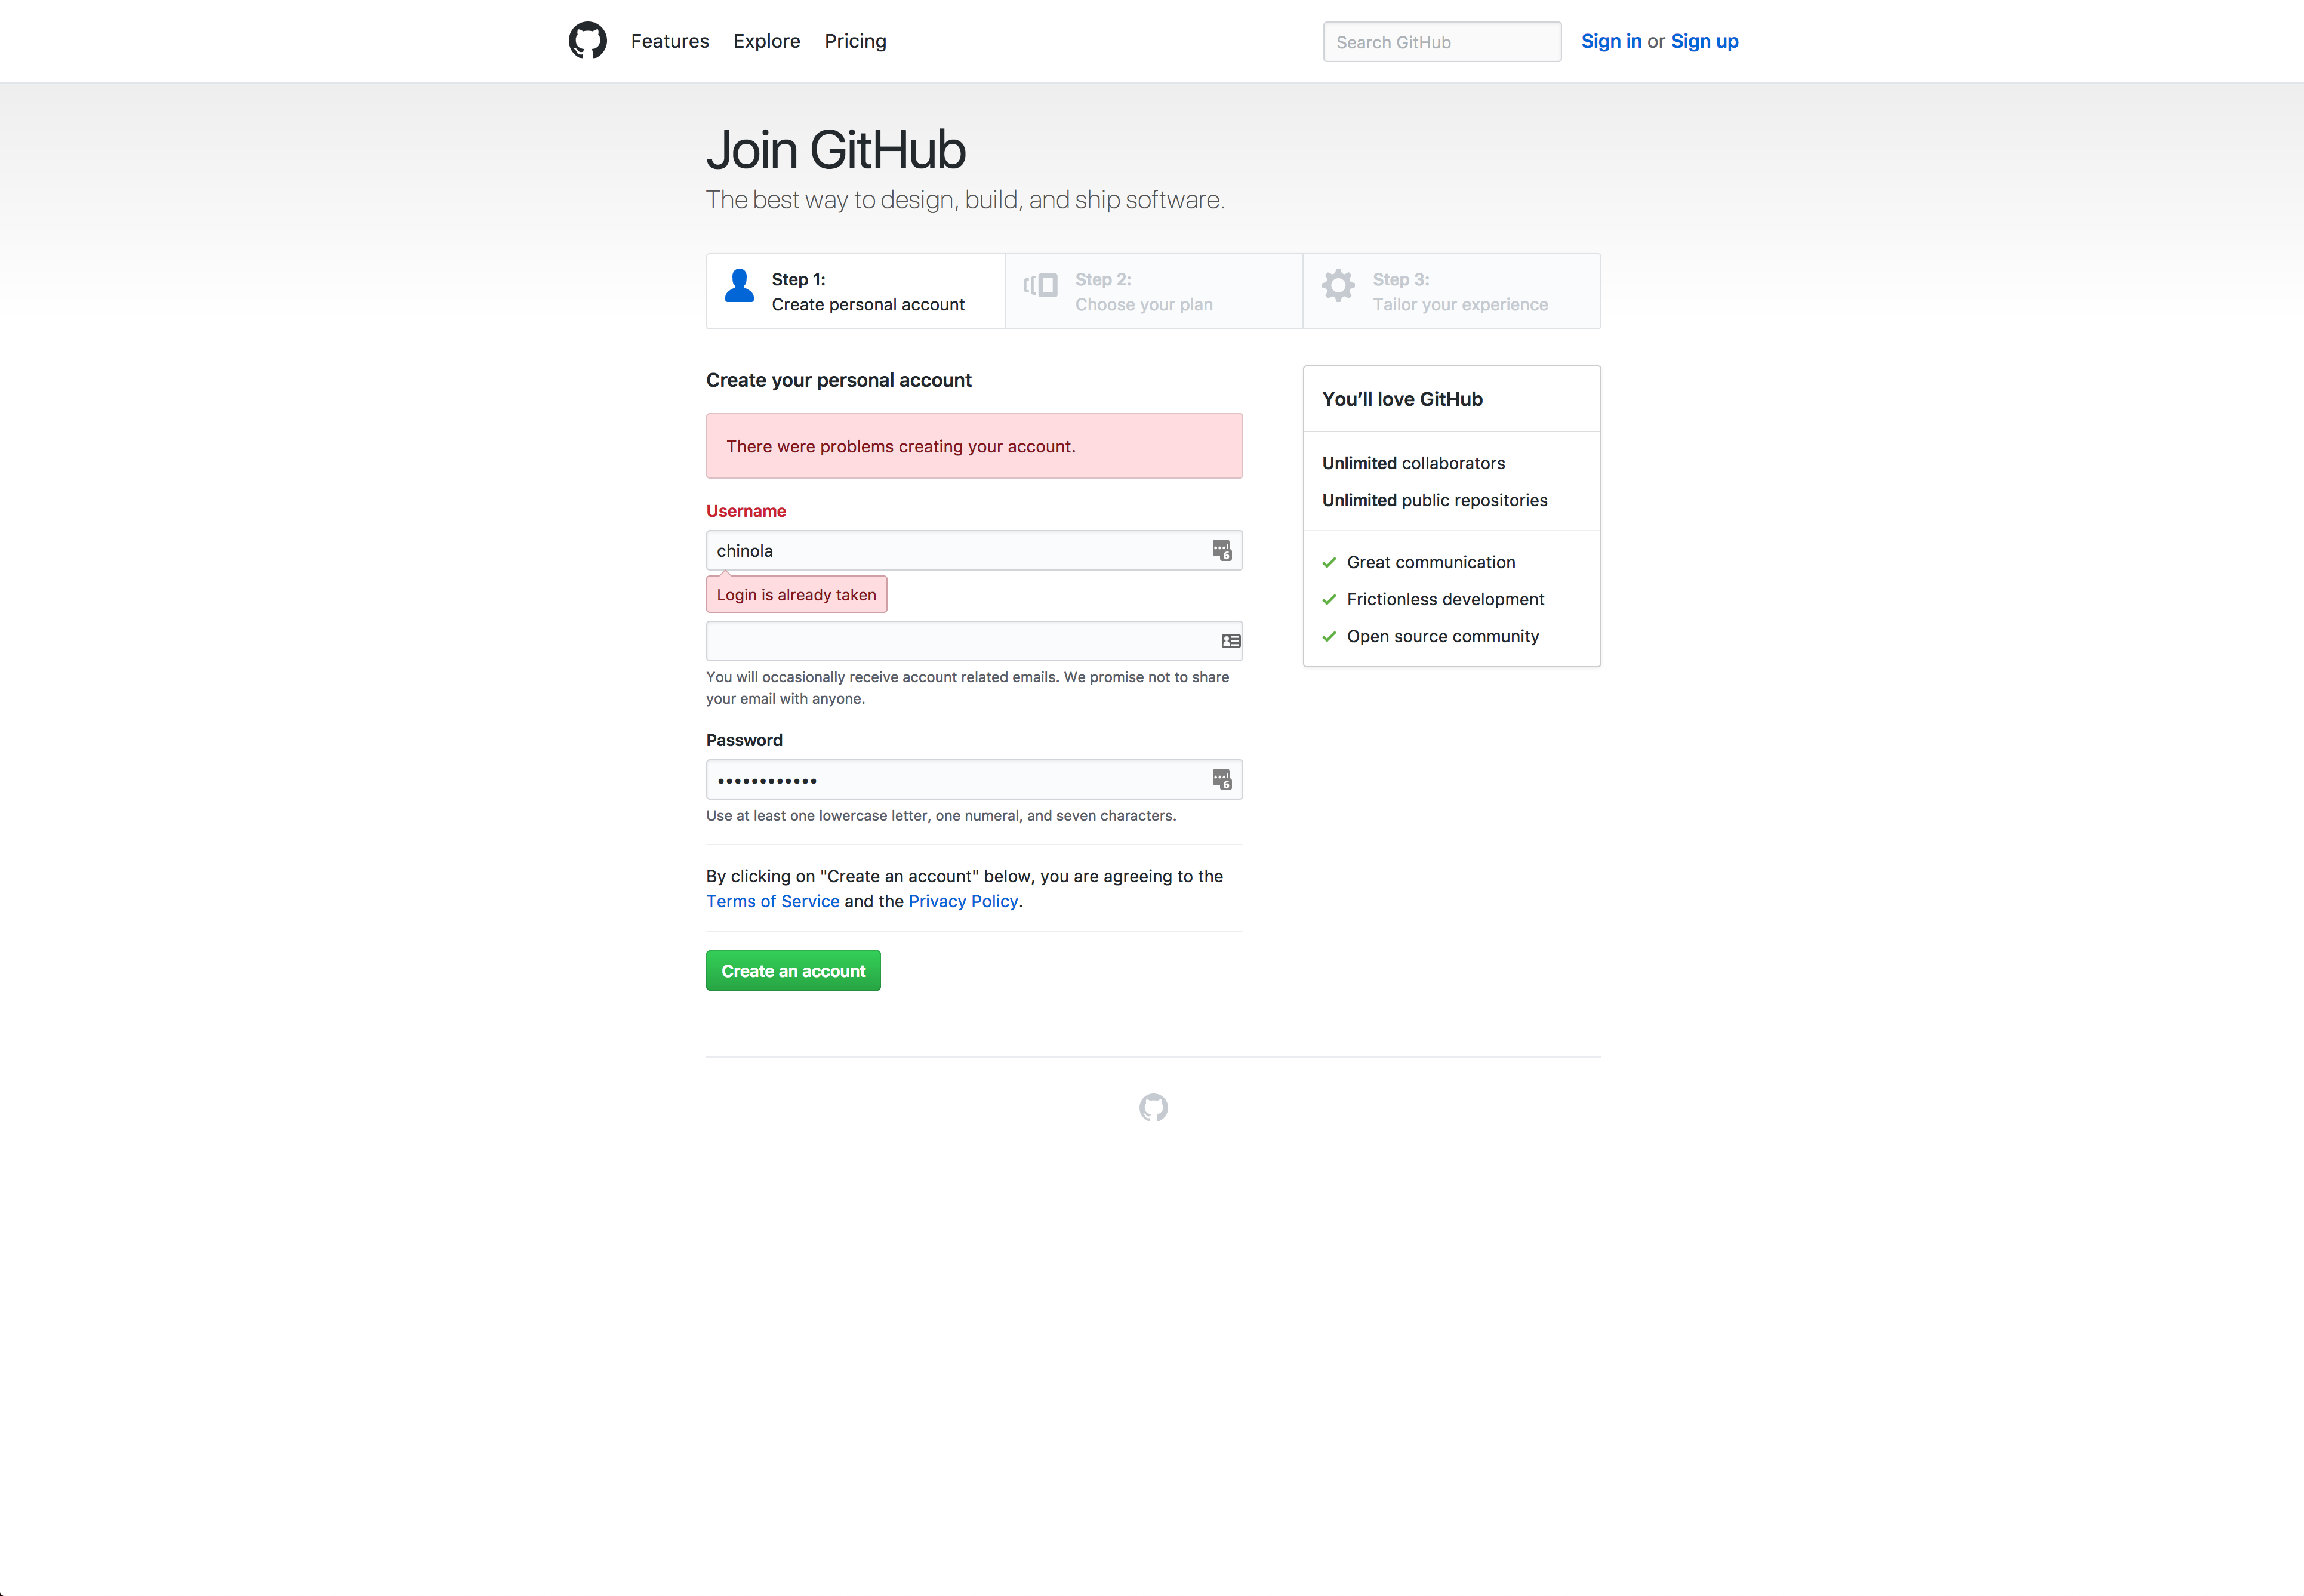 Features Explore Pricing Search GitHub Sign in or Sign up
Join GitHub
The best way to design, build, and ship software.
Step 1:
Create personal account
Step 2:
Choose your plan
Step 3:
Tailor your experience
Create your personal account
There were problems creating your account.
Username
chinola
6
Login is already taken
You will occasionally receive account related emails. We promise not to share
your email with anyone.
Password
••••••••••••
6
Use at least one lowercase letter, one numeral, and seven characters.
By clicking on "Create an account" below, you are agreeing to the
Terms of Service and the Privacy Policy.
Create an account
You’ll love GitHub
Unlimited collaborators
Unlimited public repositories
Great communication
Frictionless development
Open source community